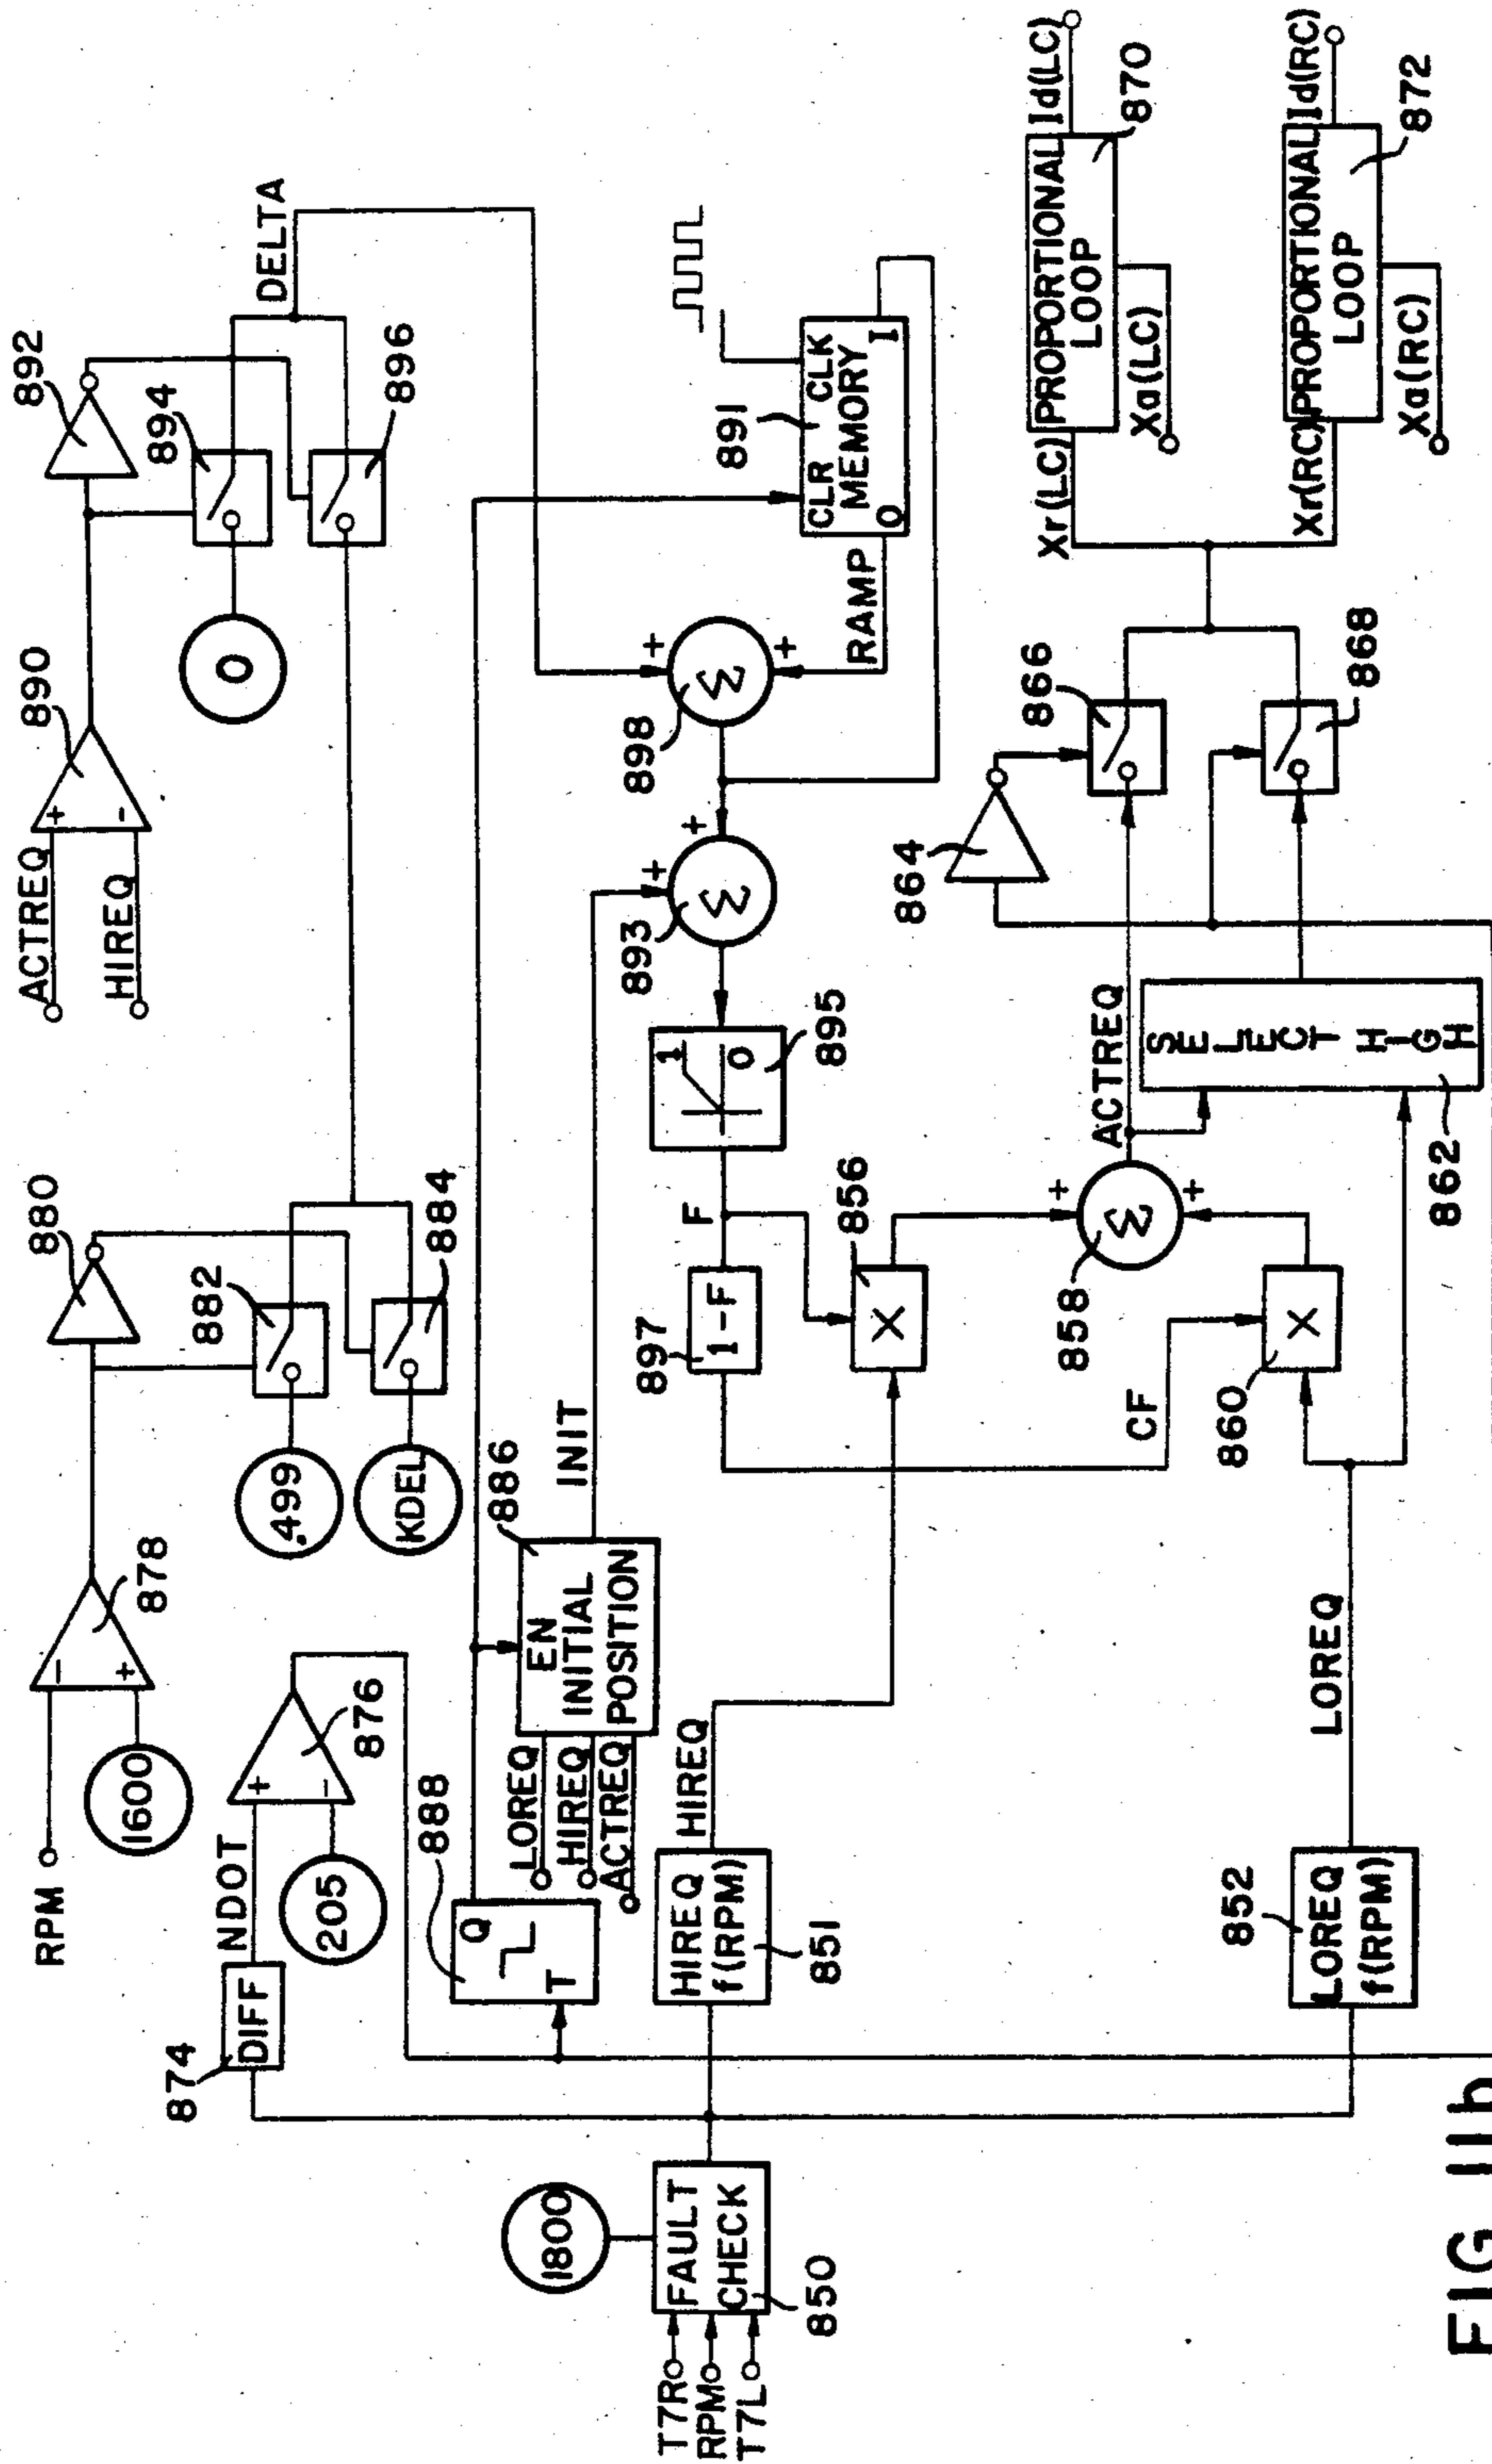 ACTREQ
HIREQ
+
-
890
892
894
896
0
DELTA
RPM
1600
-
+
878
880
882
884
.499
KDEL
874
DIFF
NDOT
205
+
-
876
888
Q
T
LOREQ
HIREQ
ACTREQ
886
EN
INITIAL
POSITION
INIT
898
Σ
+
+
RAMP
891
CLR CLK
MEMORY
O I
893
Σ
+
+
895
1
0
F
897
1-F
856
X
1800
T7R
RPM
T7L
FAULT
CHECK
850
HIREQ
f(RPM)
851
HIREQ
CF
858
Σ
+
+
ACTREQ
860
X
852
LOREQ
f(RPM)
LOREQ
SELECT HIGH
862
864
866
868
Xr(LC)
PROPORTIONAL
LOOP
Id(LC)
870
Xa(LC)
Xr(RC)
PROPORTIONAL
LOOP
Id(RC)
872
Xa(RC)
FIG 11b